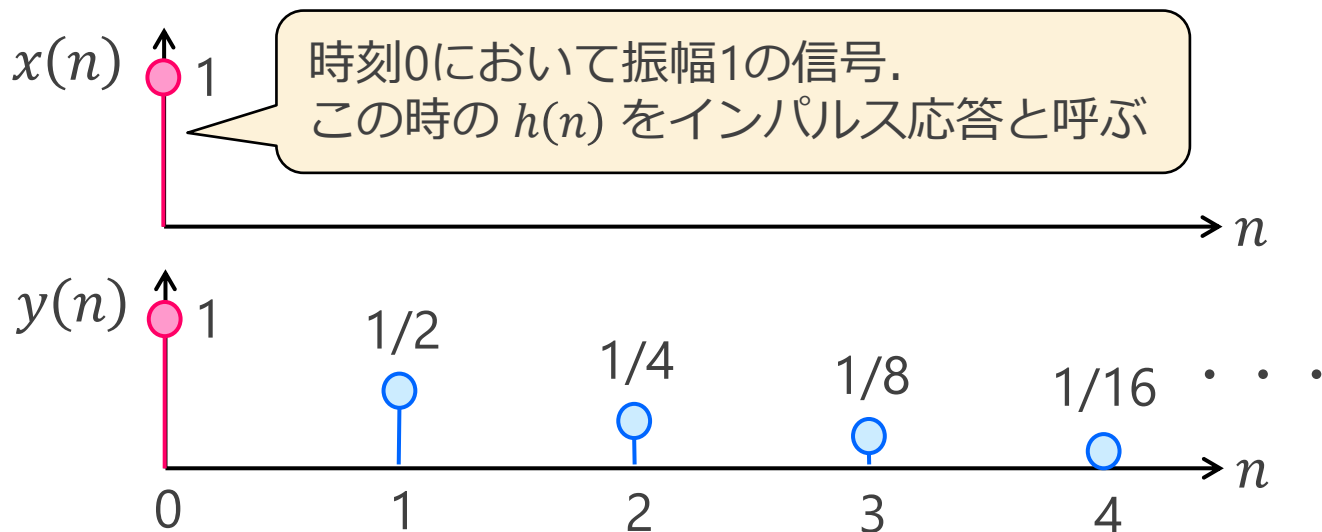 x(n) 1
時刻0において振幅1の信号.
この時の h(n) をインパルス応答と呼ぶ
n
y(n) 1 1/2 1/4 1/8 1/16 ・・・
n
0 1 2 3 4